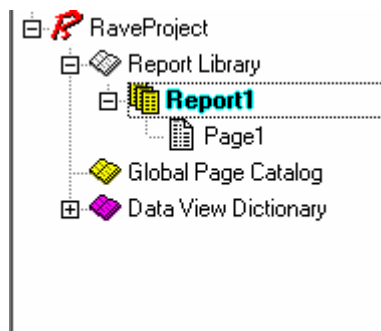 RaveProject
Report Library
Report1
Page1
Global Page Catalog
Data View Dictionary